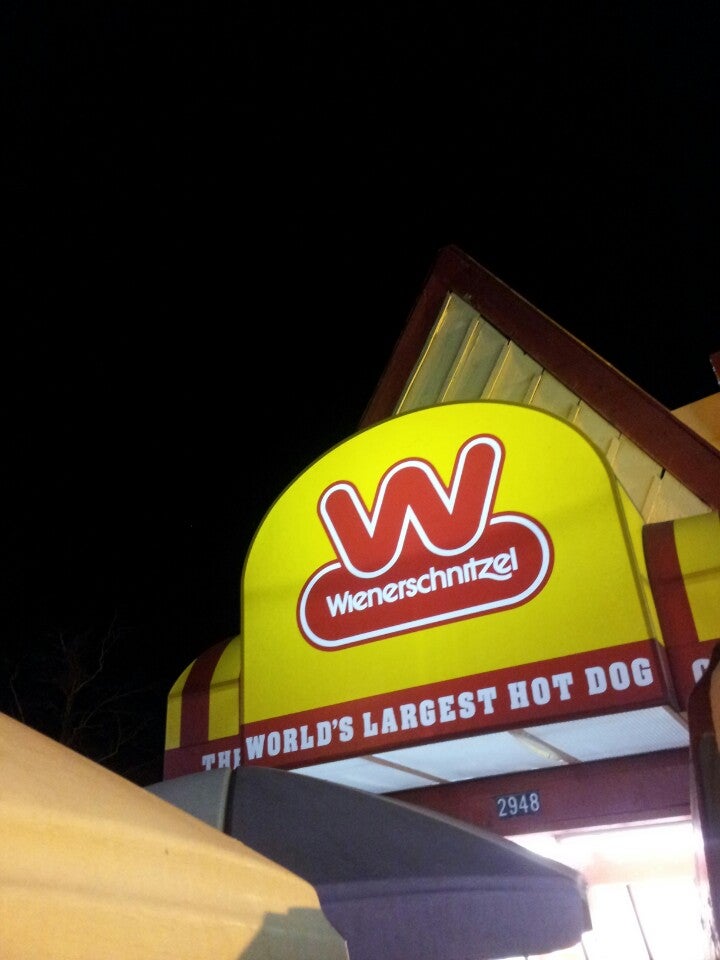 W
Wienerschnitzel
THE WORLD'S LARGEST HOT DOG
2948